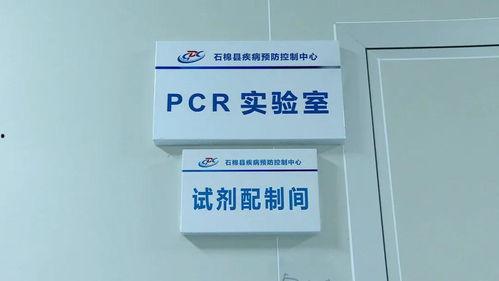 石棉县疾病预防控制中心
PCR 实验室
石棉县疾病预防控制中心
试剂配制间